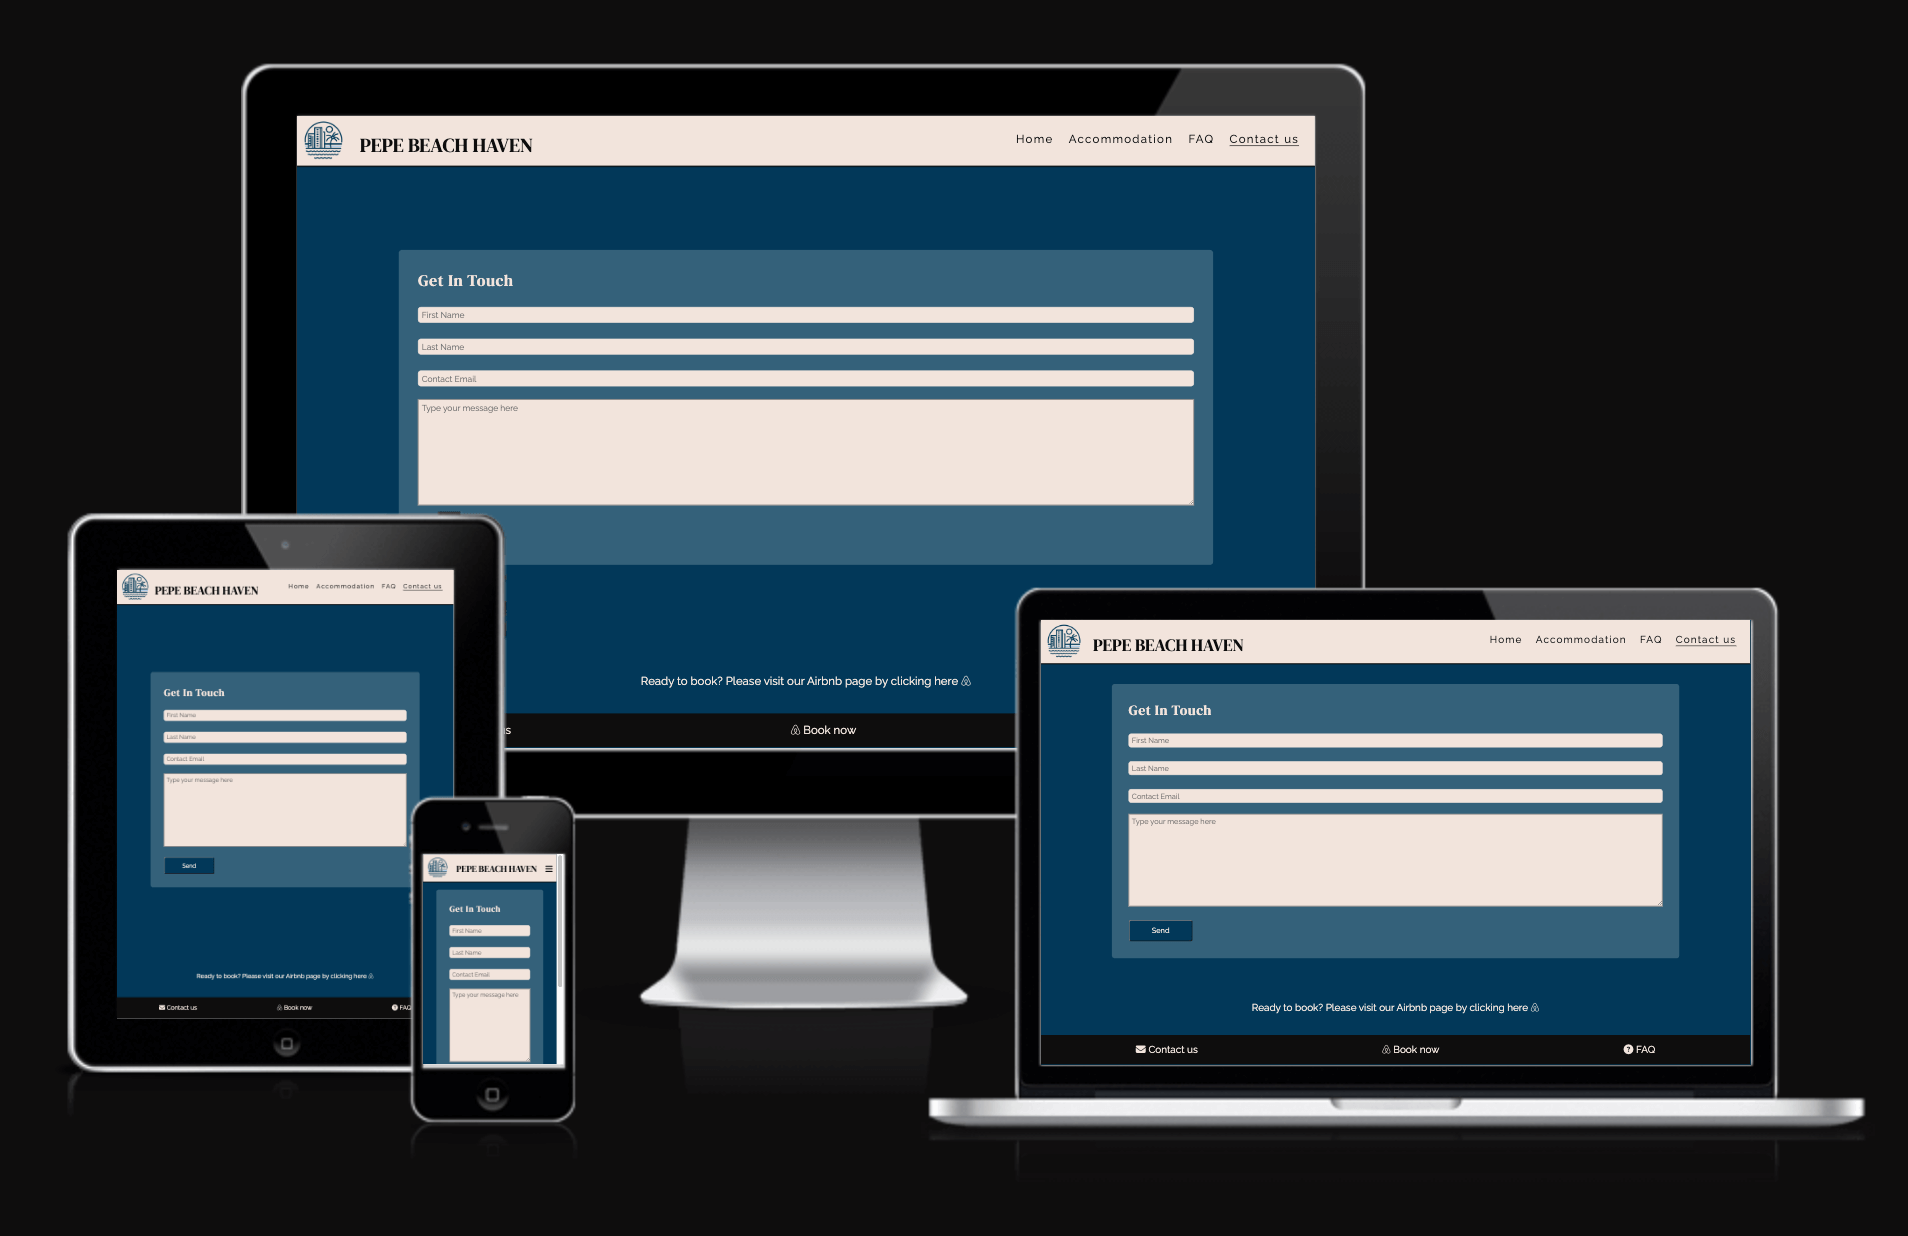 PEPE BEACH HAVEN
Home Accommodation FAQ Contact us
Get In Touch
First Name
Last Name
Contact Email
Type your message here
Ready to book? Please visit our Airbnb page by clicking here
s
Book now
PEPE BEACH HAVEN
Home Accommodation FAQ Contact us
Get In Touch
First Name
Last Name
Contact Email
Type your message here
Send
Ready to book? Please visit our Airbnb page by clicking here
Contact us Book now FAQ
PEPE BEACH HAVEN
Get In Touch
First Name
Last Name
Contact Email
Type your message here
PEPE BEACH HAVEN
Home Accommodation FAQ Contact us
Get In Touch
First Name
Last Name
Contact Email
Type your message here
Send
Ready to book? Please visit our Airbnb page by clicking here
Contact us Book now FAQ